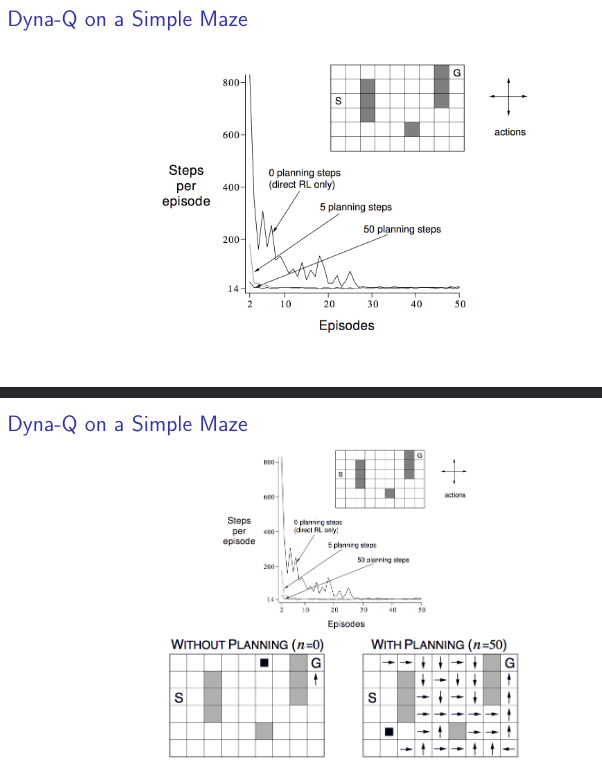 Dyna-Q on a Simple Maze
G
S
actions
800
600
400
200
14
Steps
per
episode
0 planning steps
(direct RL only)
5 planning steps
50 planning steps
2 10 20 30 40 50
Episodes
Dyna-Q on a Simple Maze
G
S
actions
800
600
400
200
14
Steps
per
episode
0 planning steps
(direct RL only)
5 planning steps
50 planning steps
2 10 20 30 40 50
Episodes
WITHOUT PLANNING (n=0)
G
S
WITH PLANNING (n=50)
G
S